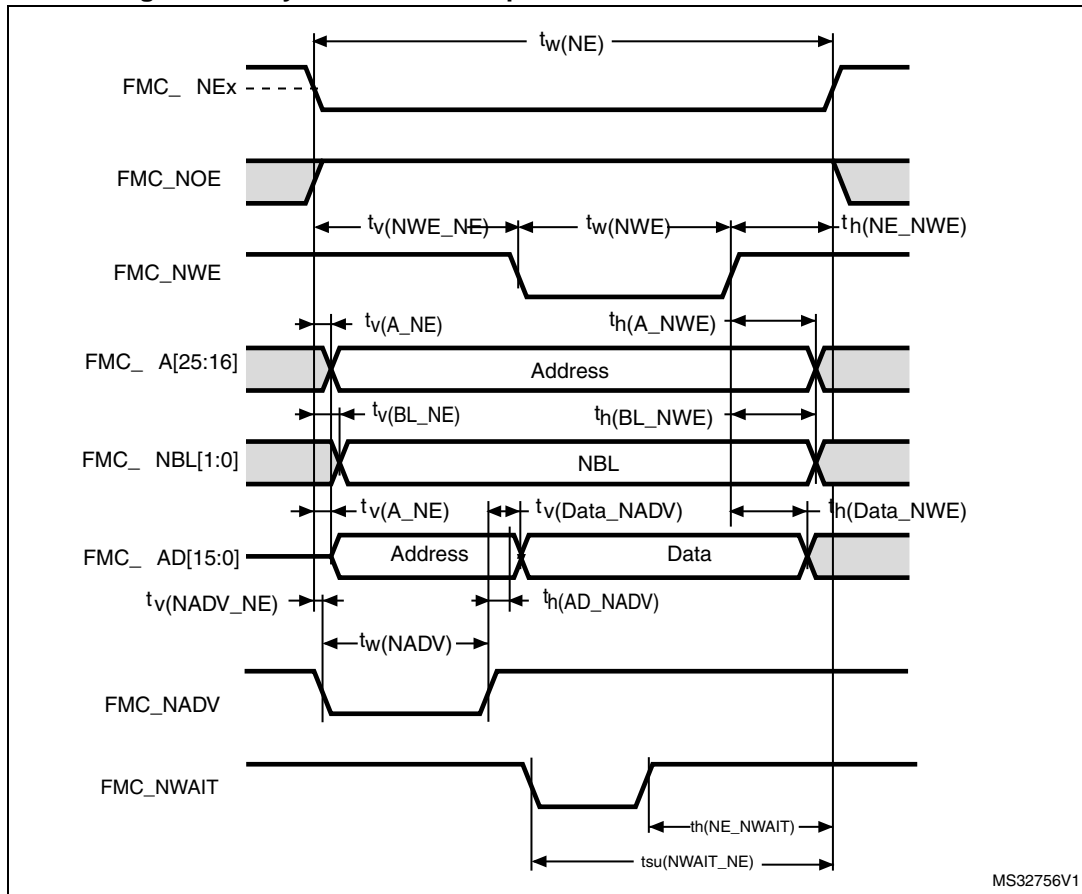 tw(NE)
FMC_ NEx
FMC_NOE
tv(NWE_NE) tw(NWE) th(NE_NWE)
FMC_NWE
tv(A_NE) th(A_NWE)
FMC_ A[25:16] Address
tv(BL_NE) th(BL_NWE)
FMC_ NBL[1:0] NBL
tv(A_NE) tv(Data_NADV) th(Data_NWE)
FMC_ AD[15:0] Address Data
tv(NADV_NE) th(AD_NADV)
tw(NADV)
FMC_NADV
FMC_NWAIT
th(NE_NWAIT)
tsu(NWAIT_NE)
MS32756V1